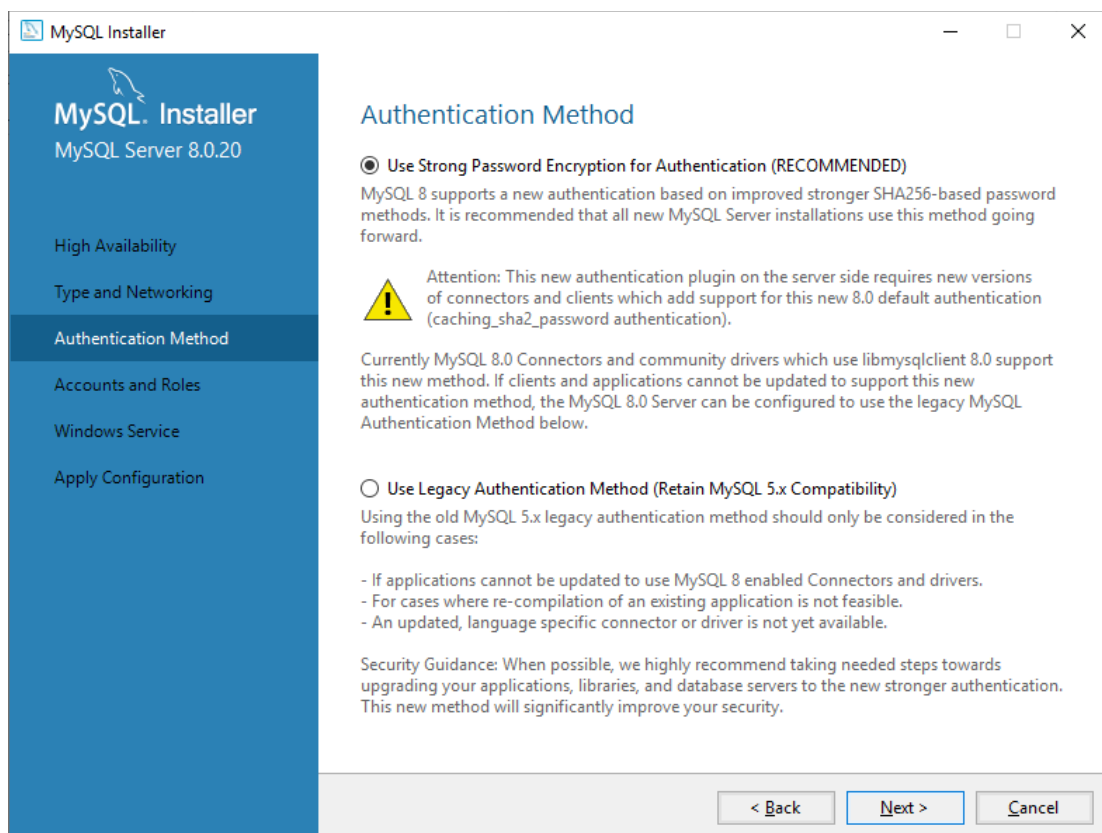 MySQL Installer
MySQL. Installer
MySQL Server 8.0.20
High Availability
Type and Networking
Authentication Method
Accounts and Roles
Windows Service
Apply Configuration
Authentication Method
Use Strong Password Encryption for Authentication (RECOMMENDED)
MySQL 8 supports a new authentication based on improved stronger SHA256-based password
methods. It is recommended that all new MySQL Server installations use this method going
forward.
Attention: This new authentication plugin on the server side requires new versions
of connectors and clients which add support for this new 8.0 default authentication
(caching_sha2_password authentication).
Currently MySQL 8.0 Connectors and community drivers which use libmysqlclient 8.0 support
this new method. If clients and applications cannot be updated to support this new
authentication method, the MySQL 8.0 Server can be configured to use the legacy MySQL
Authentication Method below.
Use Legacy Authentication Method (Retain MySQL 5.x Compatibility)
Using the old MySQL 5.x legacy authentication method should only be considered in the
following cases:
- If applications cannot be updated to use MySQL 8 enabled Connectors and drivers.
- For cases where re-compilation of an existing application is not feasible.
- An updated, language specific connector or driver is not yet available.
Security Guidance: When possible, we highly recommend taking needed steps towards
upgrading your applications, libraries, and database servers to the new stronger authentication.
This new method will significantly improve your security.
< Back
Next >
Cancel